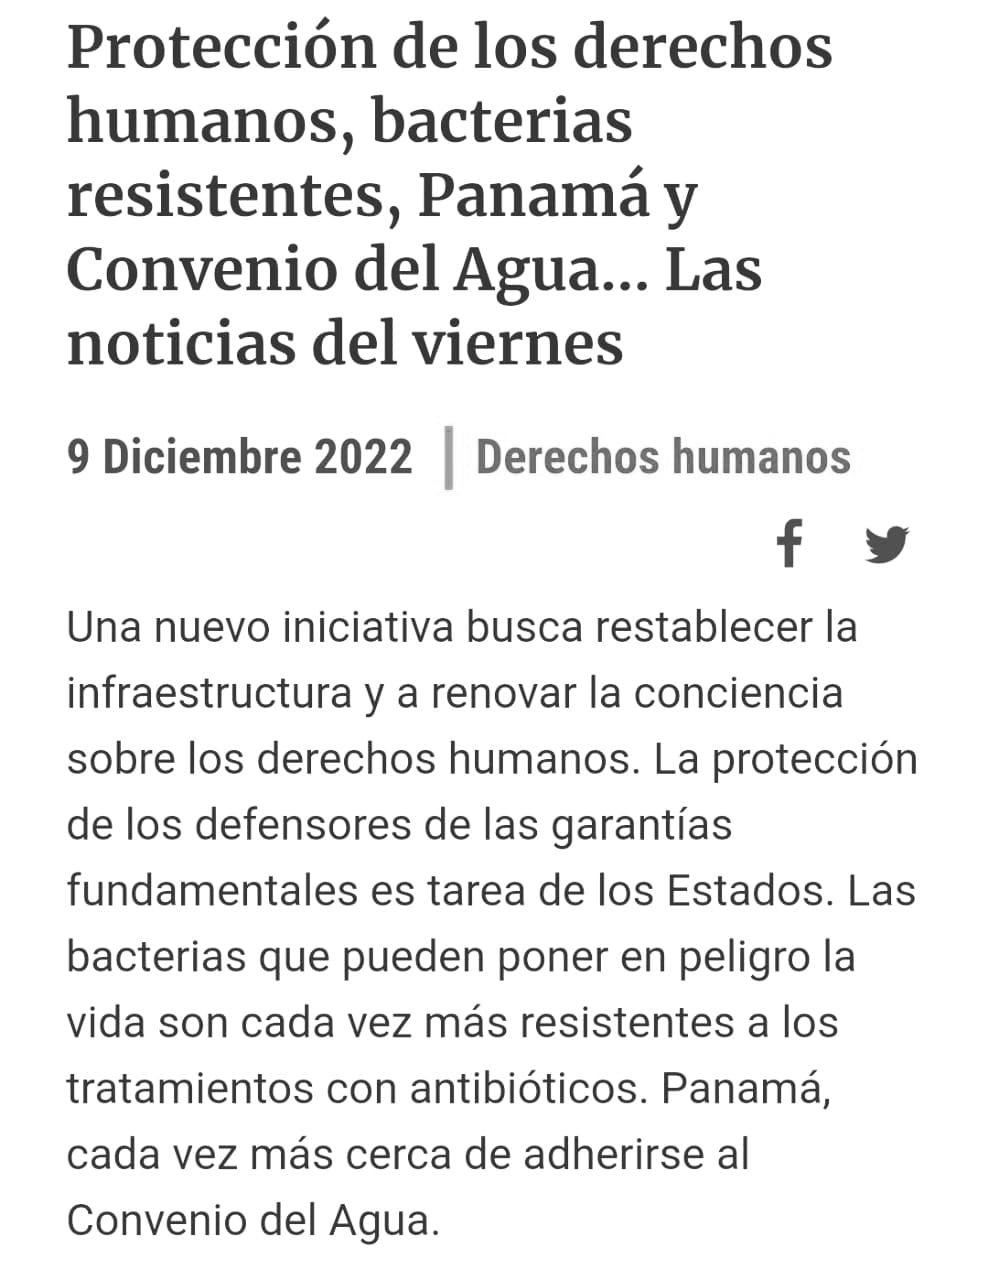 Protección de los derechos
humanos, bacterias
resistentes, Panamá y
Convenio del Agua... Las
noticias del viernes
9 Diciembre 2022 | Derechos humanos
Una nuevo iniciativa busca restablecer la
infraestructura y a renovar la conciencia
sobre los derechos humanos. La protección
de los defensores de las garantías
fundamentales es tarea de los Estados. Las
bacterias que pueden poner en peligro la
vida son cada vez más resistentes a los
tratamientos con antibióticos. Panamá,
cada vez más cerca de adherirse al
Convenio del Agua.